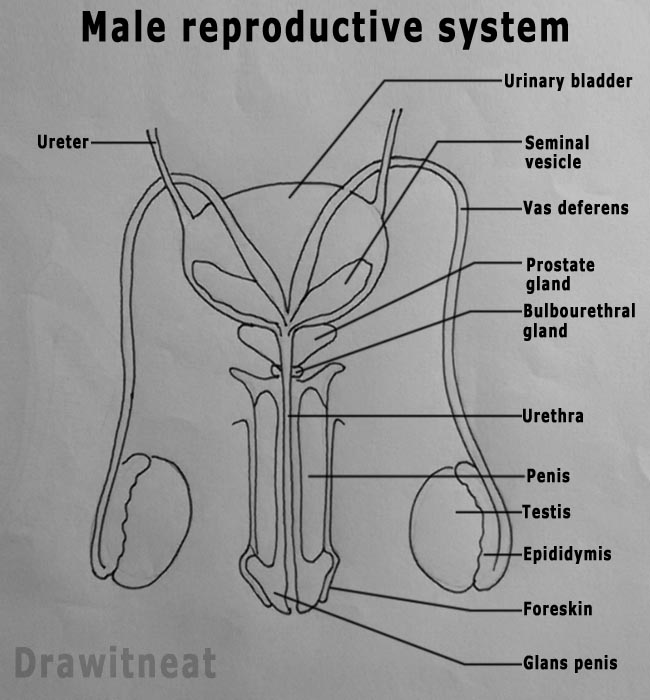 Male reproductive system
Urinary bladder
Ureter
Seminal
vesicle
Vas deferens
Prostate
gland
Bulbourethral
gland
Urethra
Penis
Testis
Epididymis
Foreskin
Glans penis
Drawitneat